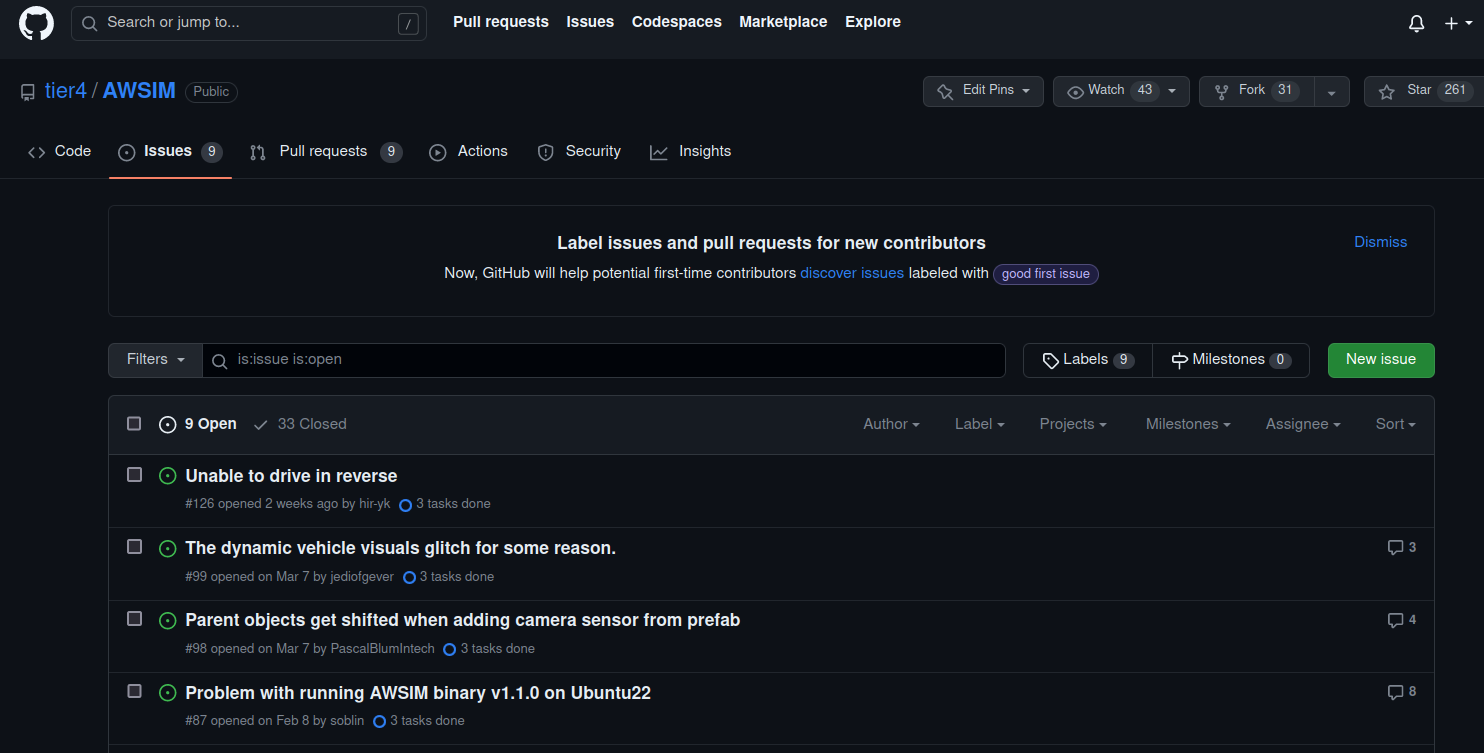 Search or jump to... /
Pull requests Issues Codespaces Marketplace Explore
tier4 / AWSIM Public
Edit Pins Watch 43 Fork 31 Star 261
Code Issues 9 Pull requests 9 Actions Security Insights
Label issues and pull requests for new contributors
Dismiss
Now, GitHub will help potential first-time contributors discover issues labeled with good first issue
Filters is:issue is:open Labels 9 Milestones 0 New issue
9 Open 33 Closed Author Label Projects Milestones Assignee Sort
Unable to drive in reverse
#126 opened 2 weeks ago by hir-yk 3 tasks done
The dynamic vehicle visuals glitch for some reason. 3
#99 opened on Mar 7 by jediofgever 3 tasks done
Parent objects get shifted when adding camera sensor from prefab 4
#98 opened on Mar 7 by PascalBlumIntech 3 tasks done
Problem with running AWSIM binary v1.1.0 on Ubuntu22 8
#87 opened on Feb 8 by soblin 3 tasks done